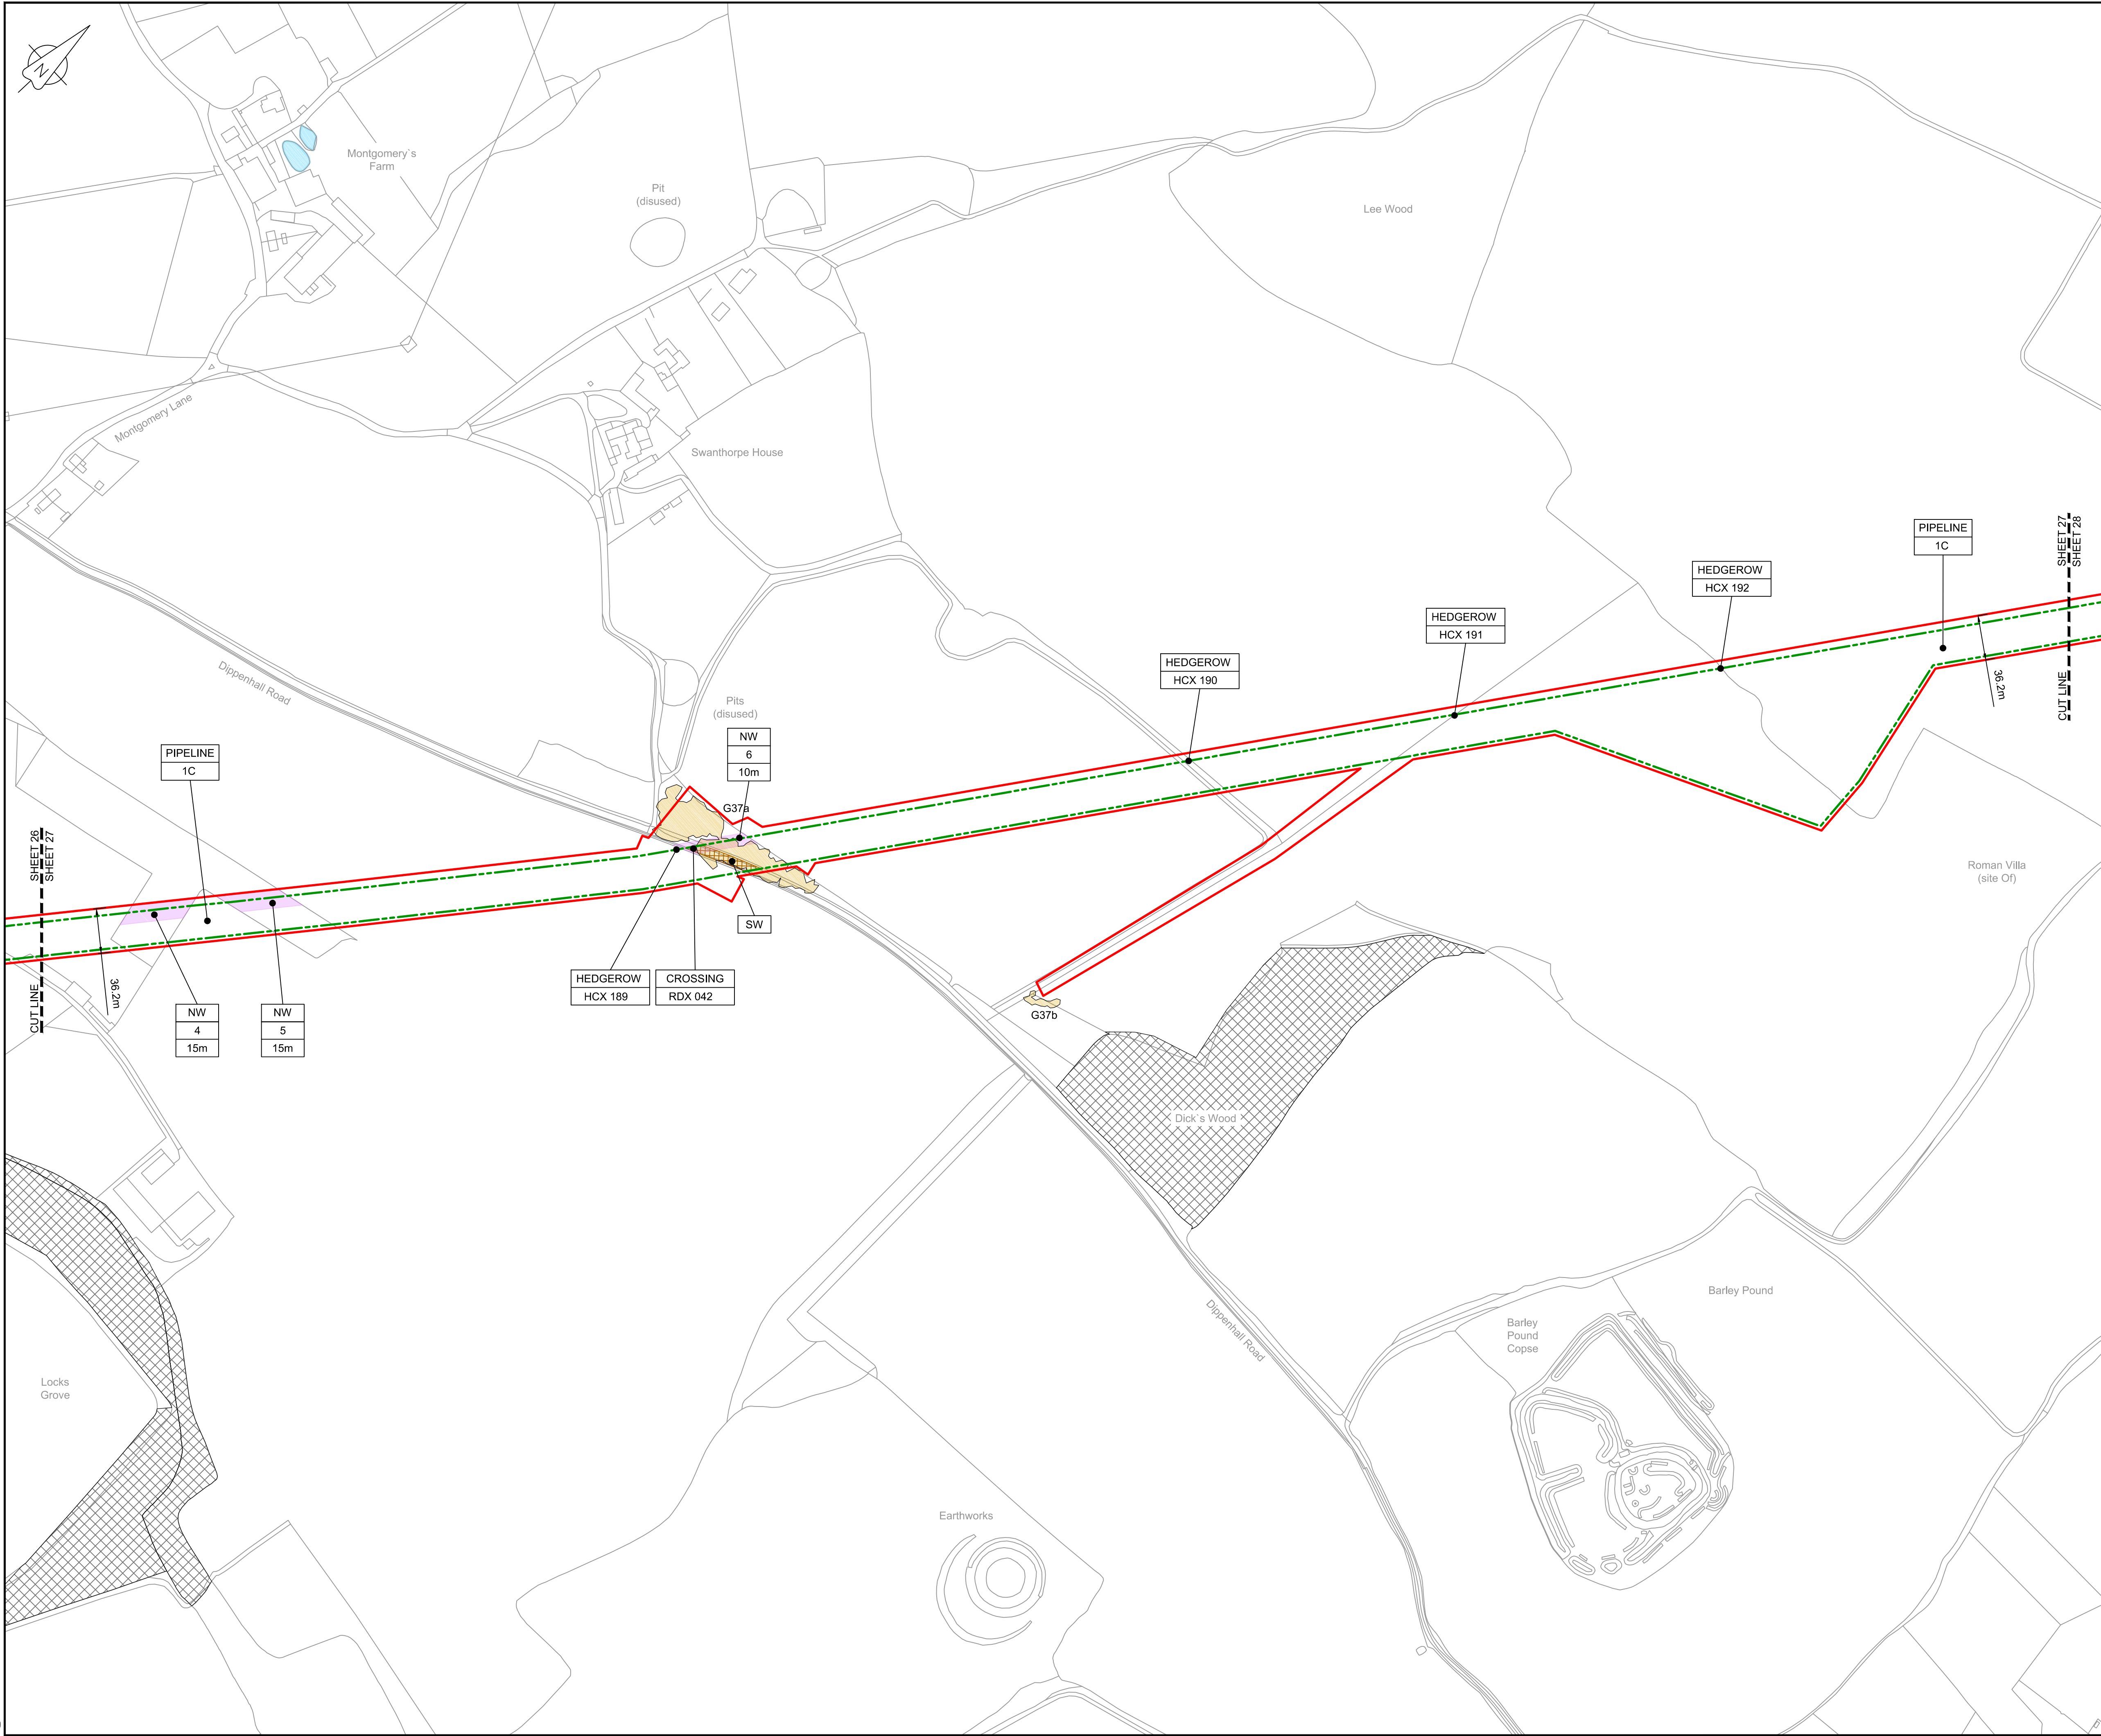 N
Montgomery`s
Farm
Pit
(disused)
Lee Wood
Montgomery Lane
Swanthorpe House
SHEET 27
SHEET 28
CUT LINE
PIPELINE
1C
HEDGEROW
HCX 192
HEDGEROW
HCX 191
HEDGEROW
HCX 190
36.2m
Dippenhall Road
Pits
(disused)
NW
6
10m
G37a
PIPELINE
1C
SHEET 26
SHEET 27
CUT LINE
36.2m
Roman Villa
(site Of)
SW
HEDGEROW
HCX 189
CROSSING
RDX 042
NW
4
15m
NW
5
15m
G37b
Dick`s Wood
Dippenhall Road
Barley Pound
Barley
Pound
Copse
Locks
Grove
Earthworks